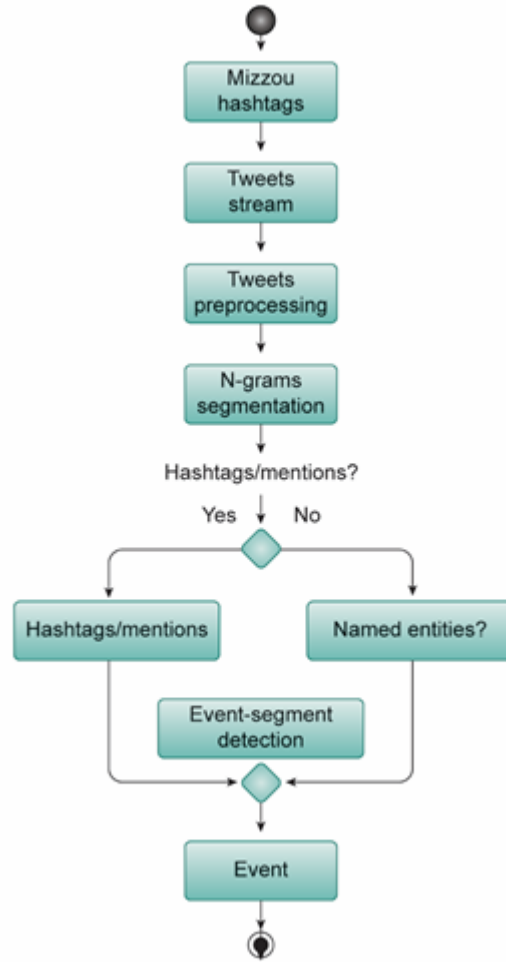 Mizzou
hashtags
Tweets
stream
Tweets
preprocessing
N-grams
segmentation
Hashtags/mentions?
Yes No
Hashtags/mentions
Named entities?
Event-segment
detection
Event